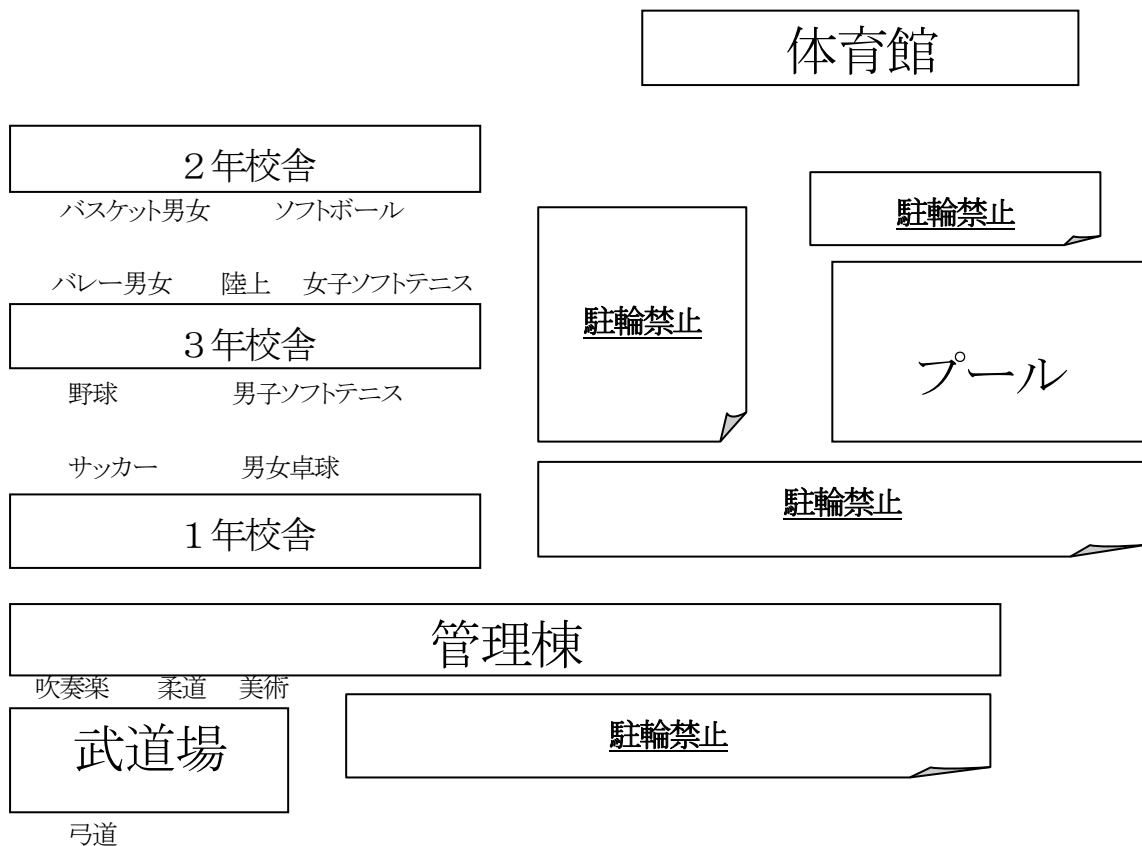 体育館
２年校舎
バスケット男女 ソフトボール
駐輪禁止
バレー男女 陸上 女子ソフトテニス
３年校舎
駐輪禁止
プール
野球 男子ソフトテニス
サッカー 男女卓球
駐輪禁止
１年校舎
管理棟
吹奏楽 柔道 美術
武道場
駐輪禁止
弓道